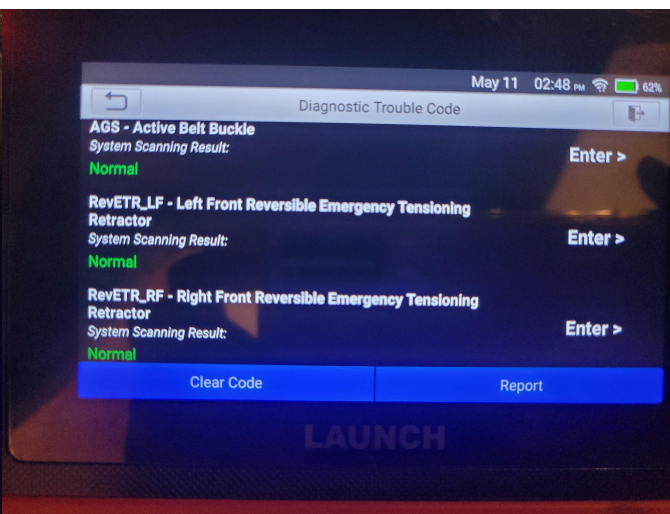 May 11 02:48 PM 62%
Diagnostic Trouble Code
AGS - Active Belt Buckle
System Scanning Result:
Enter >
Normal
RevETR_LF - Left Front Reversible Emergency Tensioning
Retractor
System Scanning Result:
Enter >
Normal
RevETR_RF - Right Front Reversible Emergency Tensioning
Retractor
System Scanning Result:
Enter >
Normal
Clear Code
Report
LAUNCH